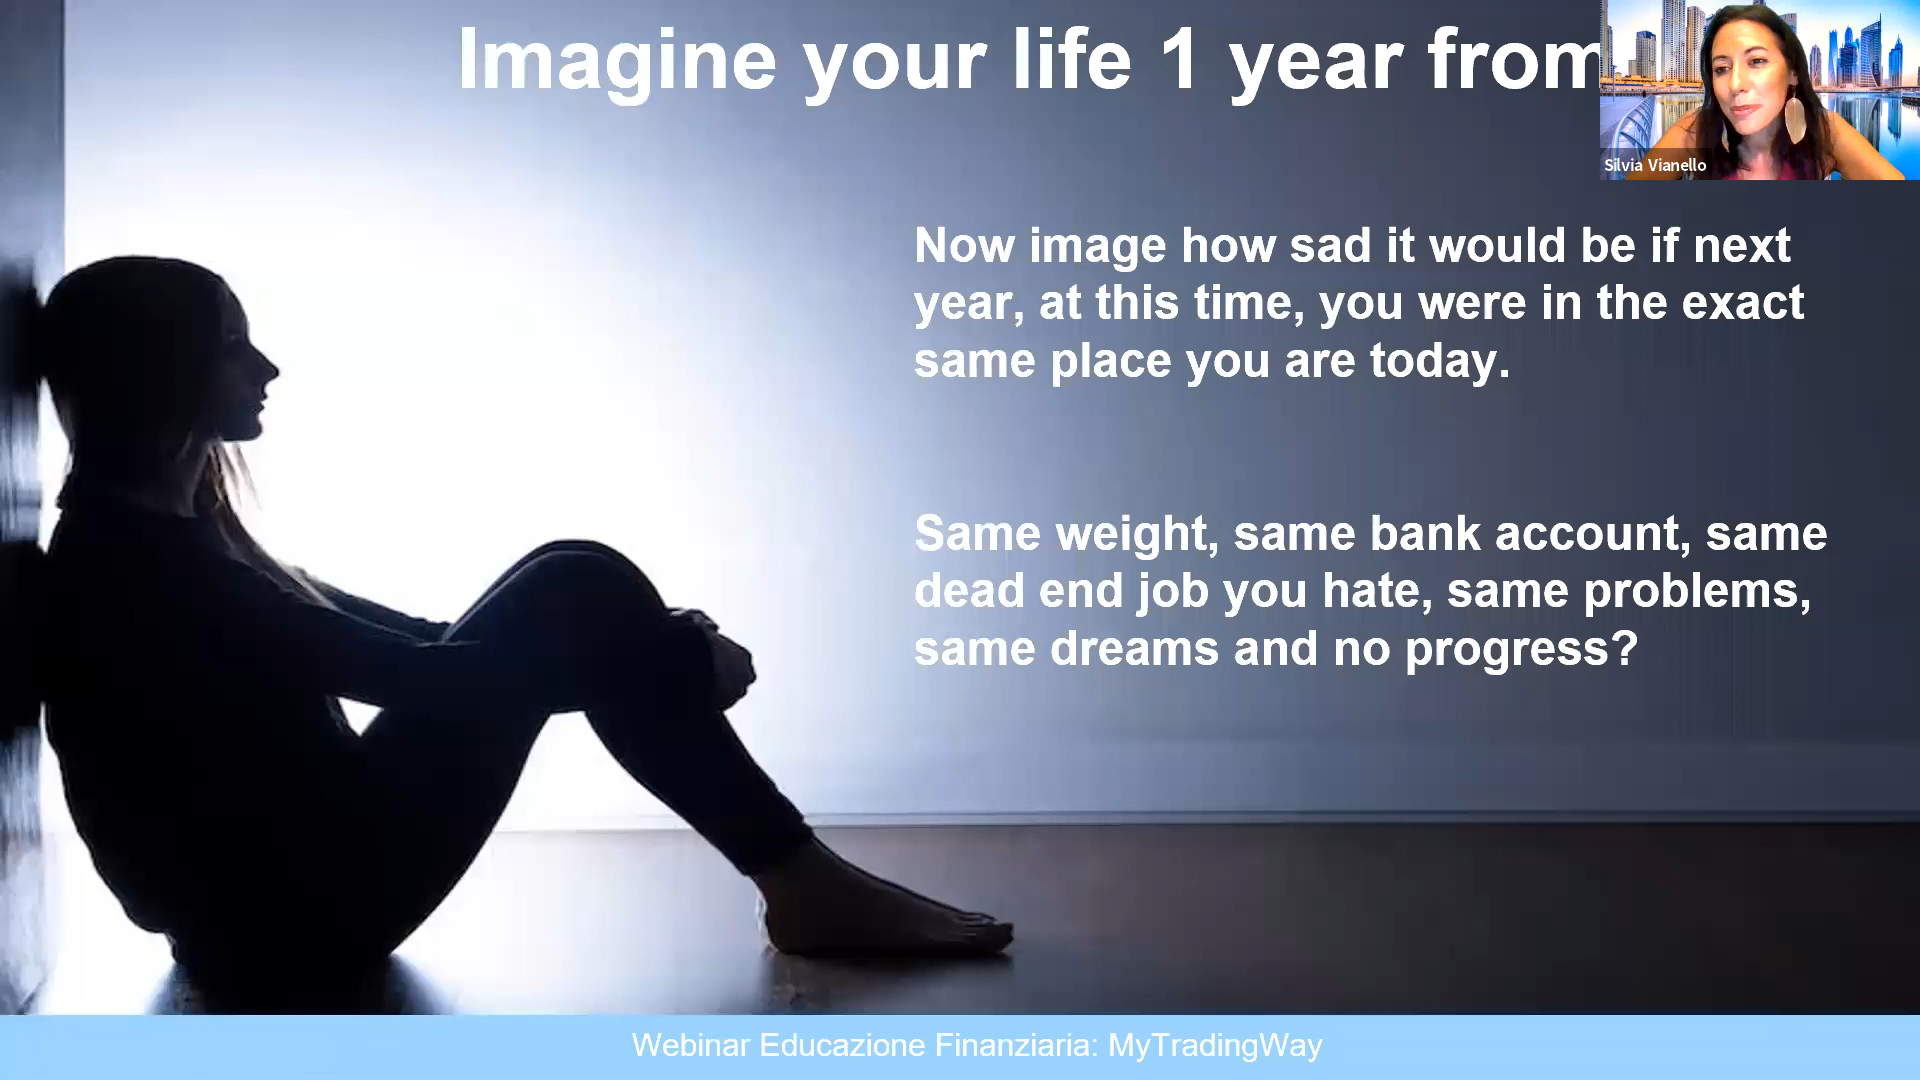 Imagine your life 1 year from
Silvia Vianello
Now image how sad it would be if next
year, at this time, you were in the exact
same place you are today.
Same weight, same bank account, same
dead end job you hate, same problems,
same dreams and no progress?
Webinar Educazione Finanziaria: MyTradingWay